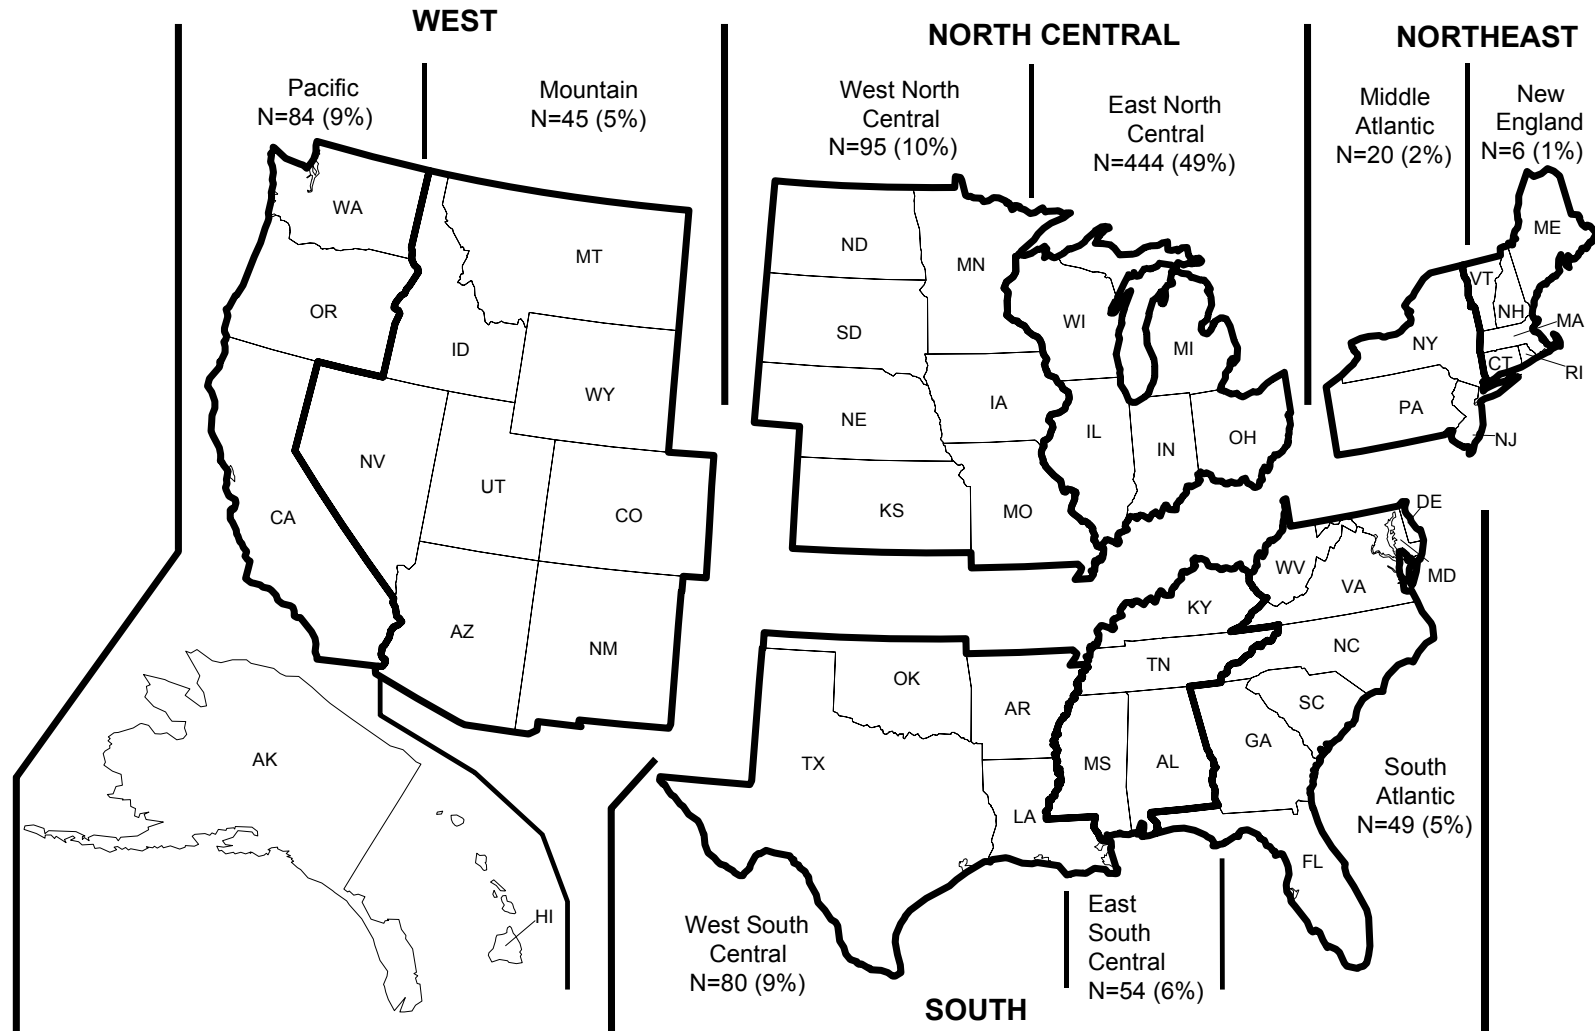 WEST
NORTH CENTRAL
NORTHEAST
Pacific
N=84 (9%)
Mountain
N=45 (5%)
West North
Central
N=95 (10%)
East North
Central
N=444 (49%)
Middle
Atlantic
N=20 (2%)
New
England
N=6 (1%)
WA
OR
CA
MT
ID
WY
NV
UT
CO
AZ
NM
AK
HI
ND
MN
SD
WI
MI
NE
IA
IL
IN
OH
KS
MO
ME
VT
NH
MA
NY
CT
RI
PA
NJ
DE
MD
WV
VA
KY
NC
TN
SC
OK
AR
TX
MS
AL
GA
LA
FL
South
Atlantic
N=49 (5%)
West South
Central
N=80 (9%)
East
South
Central
N=54 (6%)
SOUTH